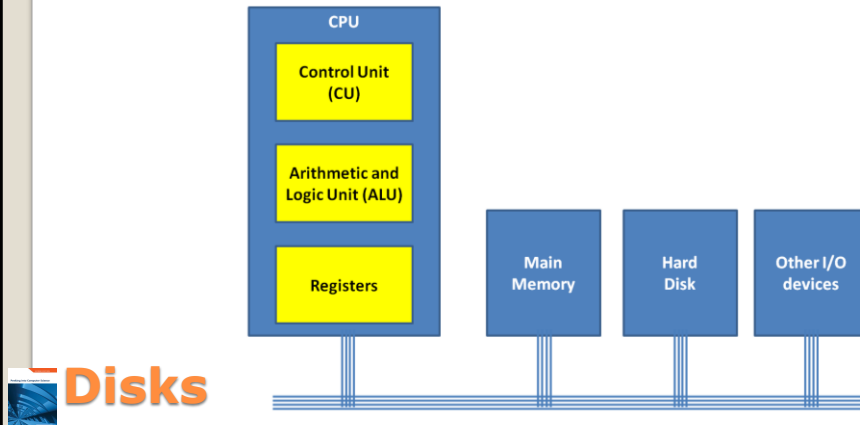 CPU
Control Unit
(CU)
Arithmetic and
Logic Unit (ALU)
Registers
Main
Memory
Hard
Disk
Other I/O
devices
Disks